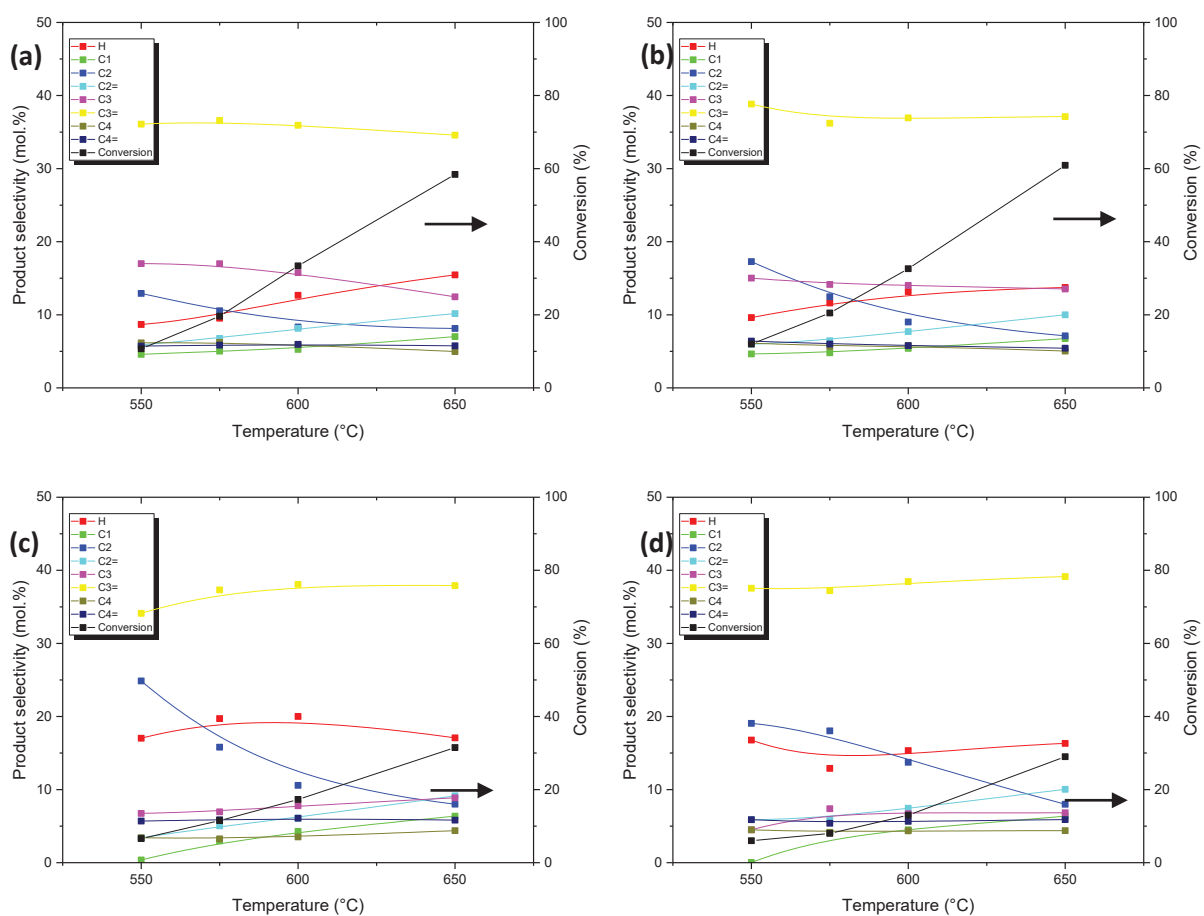 (a)
H
C1
C2
C2=
C3
C3=
C4
C4=
Conversion
Product selectivity (mol.%)
0
10
20
30
40
50
Conversion (%)
0
20
40
60
80
100
550
600
650
Temperature (°C)
(b)
H
C1
C2
C2=
C3
C3=
C4
C4=
Conversion
Product selectivity (mol.%)
0
10
20
30
40
50
Conversion (%)
0
20
40
60
80
100
550
600
650
Temperature (°C)
(c)
H
C1
C2
C2=
C3
C3=
C4
C4=
Conversion
Product selectivity (mol.%)
0
10
20
30
40
50
Conversion (%)
0
20
40
60
80
100
550
600
650
Temperature (°C)
(d)
H
C1
C2
C2=
C3
C3=
C4
C4=
Conversion
Product selectivity (mol.%)
0
10
20
30
40
50
Conversion (%)
0
20
40
60
80
100
550
600
650
Temperature (°C)